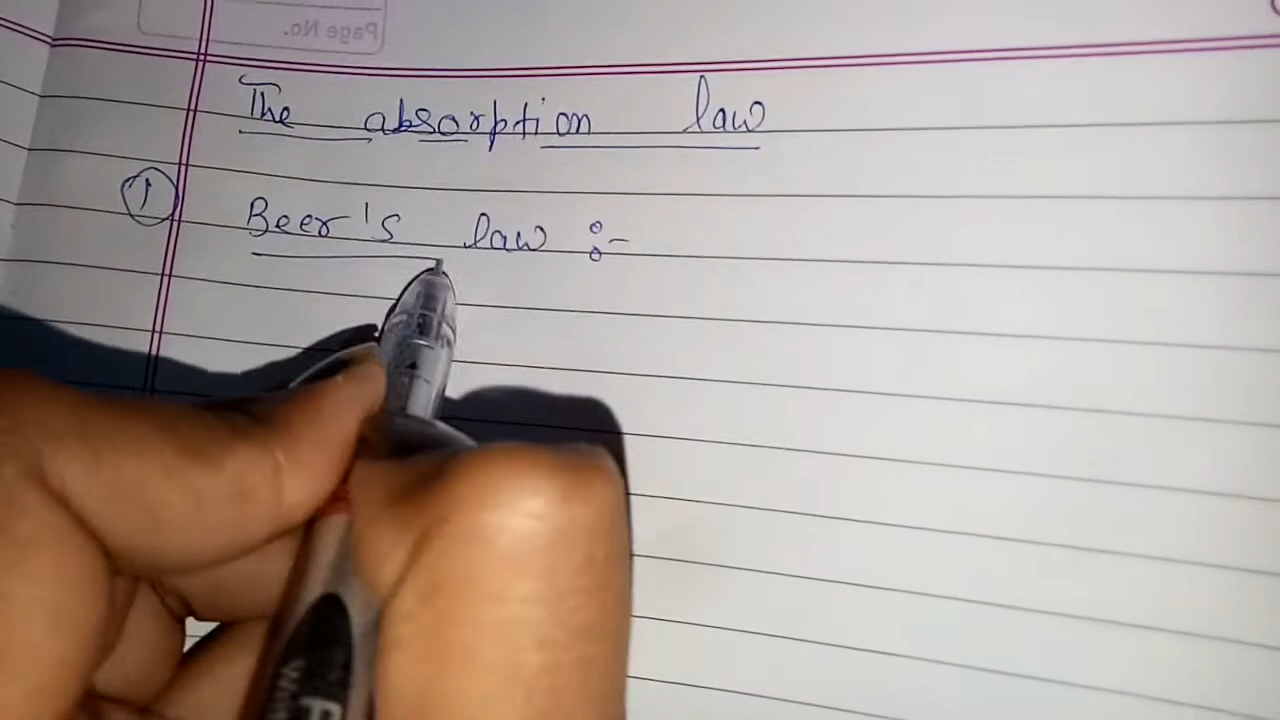 Page No.
The absorption law
1 Beer's law :-